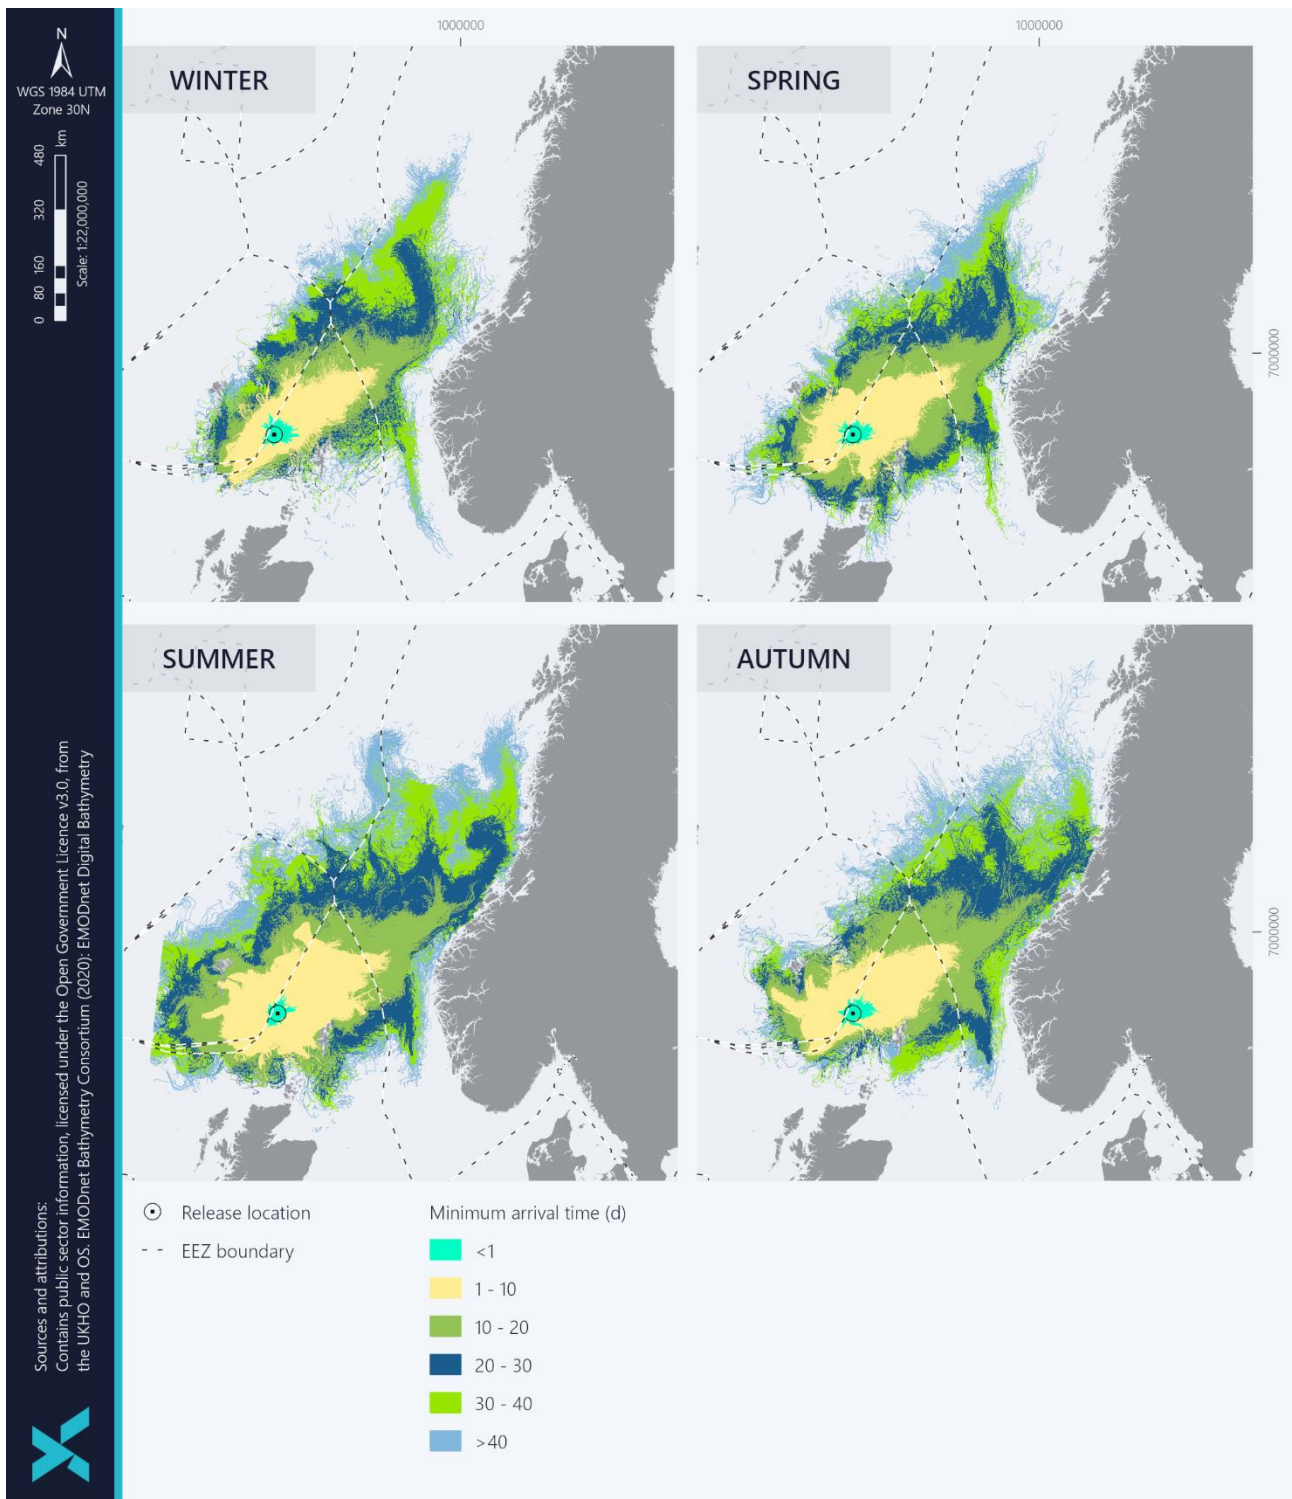 N
WGS 1984 UTM
Zone 30N
0 80 160 320 480
km
Scale: 1:22,000,000
Sources and attributions:
Contains public sector information, licensed under the Open Government Licence v3.0, from
the UKHO and OS. EMODnet Bathymetry Consortium (2020): EMODnet Digital Bathymetry
1000000
1000000
WINTER
SPRING
7000000
SUMMER
AUTUMN
7000000
Release location
EEZ boundary
Minimum arrival time (d)
<1
1 - 10
10 - 20
20 - 30
30 - 40
>40